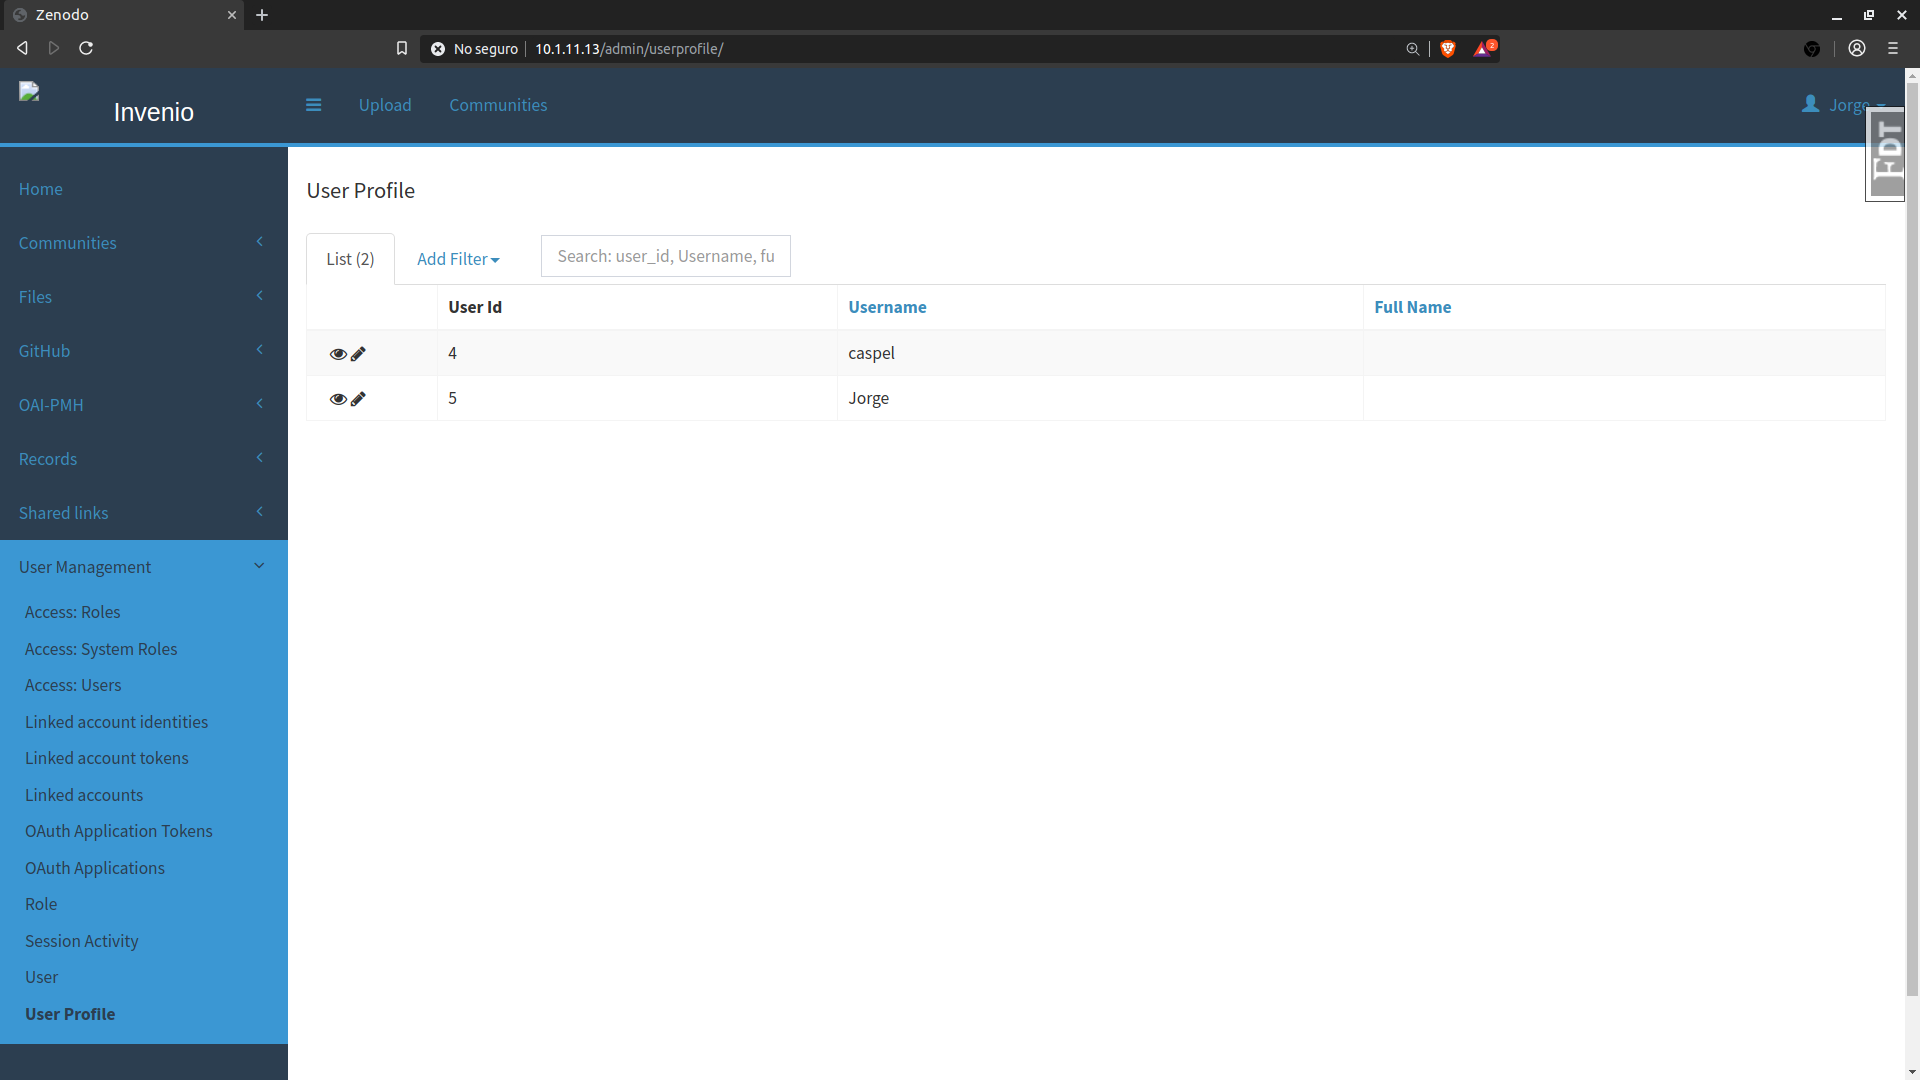 Zenodo
No seguro 10.1.11.13/admin/userprofile/
2
Invenio
Upload
Communities
Jorge
FDT
Home
Communities
Files
GitHub
OAI-PMH
Records
Shared links
User Management
Access: Roles
Access: System Roles
Access: Users
Linked account identities
Linked account tokens
Linked accounts
OAuth Application Tokens
OAuth Applications
Role
Session Activity
User
User Profile
User Profile
List (2)
Add Filter
Search: user_id, Username, fu
User Id Username Full Name
4 caspel
5 Jorge